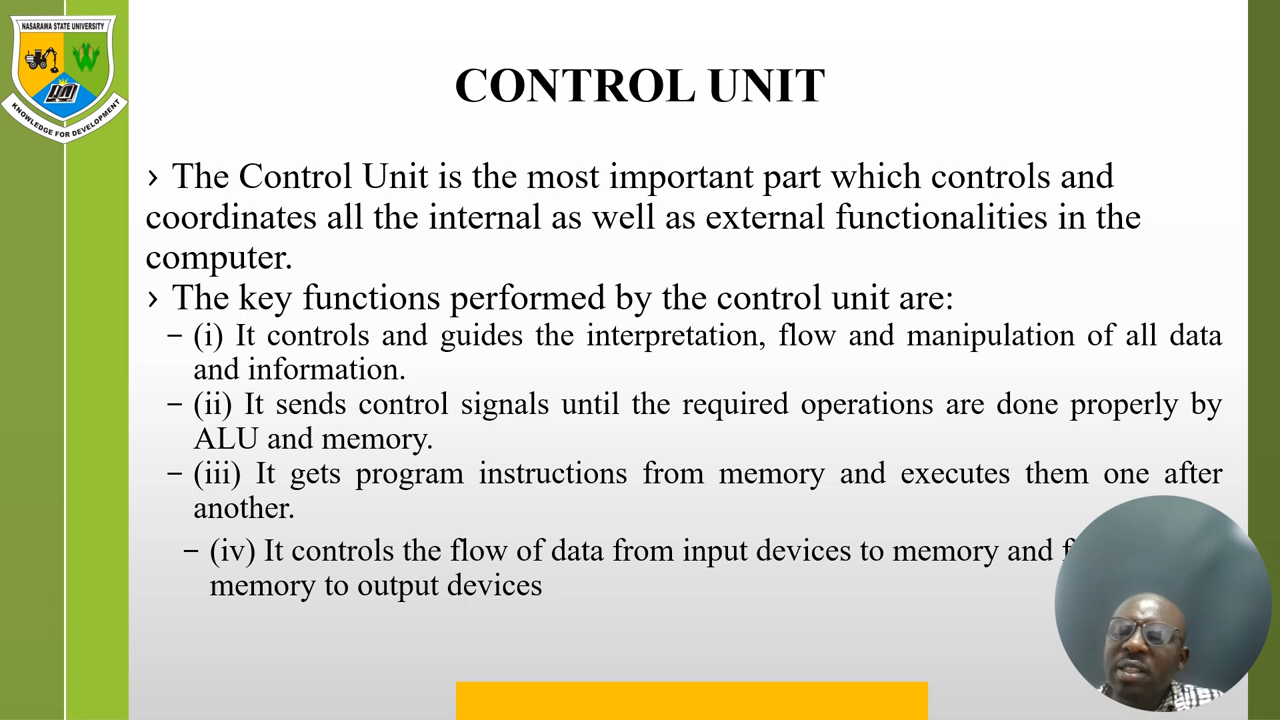 NASARAWA STATE UNIVERSITY
KNOWLEDGE FOR DEVELOPMENT
CONTROL UNIT
› The Control Unit is the most important part which controls and
coordinates all the internal as well as external functionalities in the
computer.
› The key functions performed by the control unit are:
– (i) It controls and guides the interpretation, flow and manipulation of all data
and information.
– (ii) It sends control signals until the required operations are done properly by
ALU and memory.
– (iii) It gets program instructions from memory and executes them one after
another.
– (iv) It controls the flow of data from input devices to memory and
memory to output devices